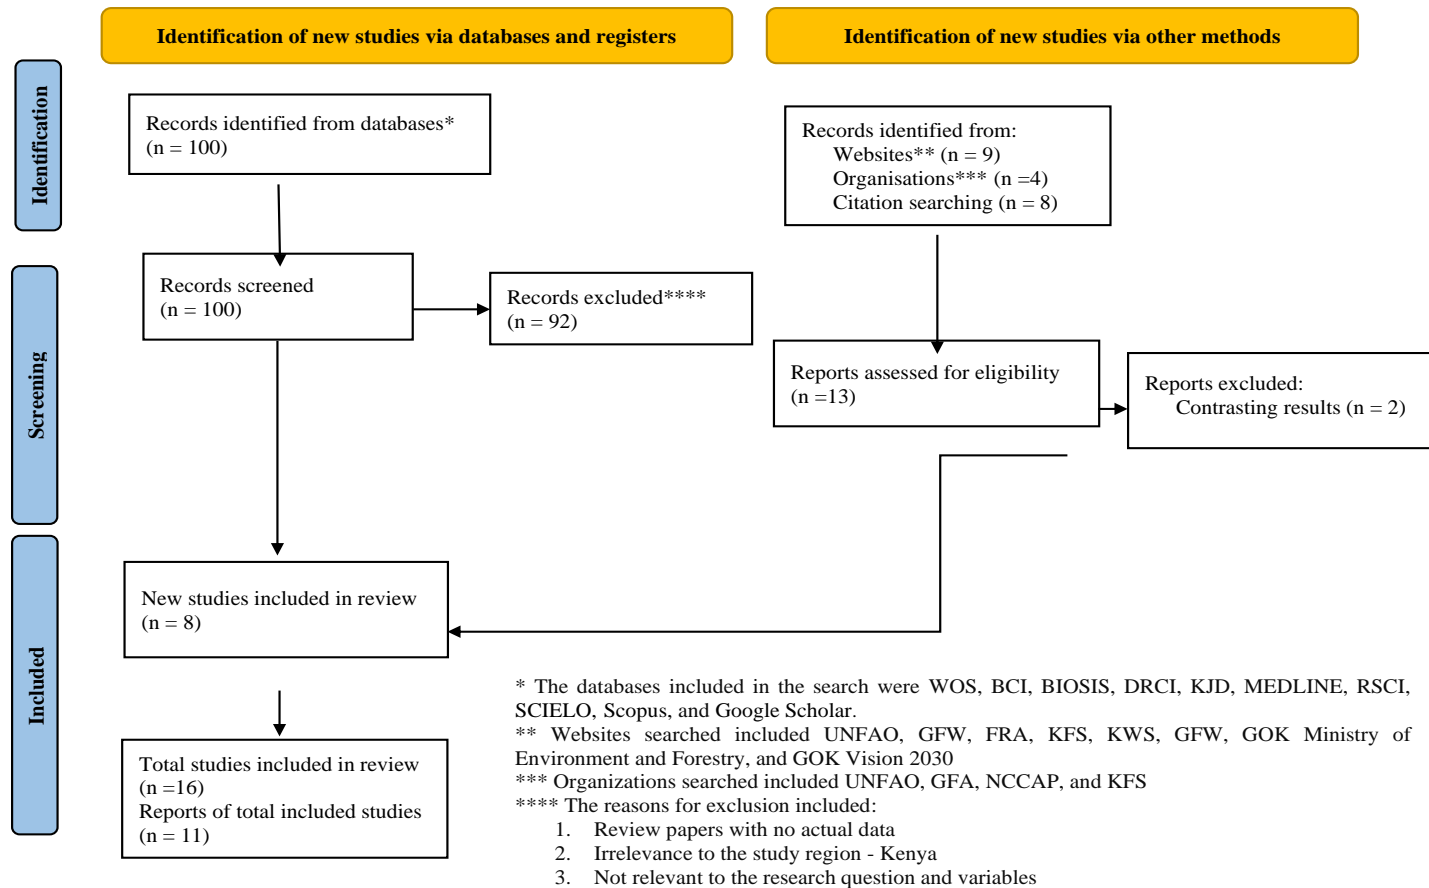 Identification of new studies via databases and registers
Identification of new studies via other methods
Identification
Records identified from databases*
(n = 100)
Records identified from:
Websites** (n = 9)
Organisations*** (n =4)
Citation searching (n = 8)
Screening
Records screened
(n = 100)
Records excluded****
(n = 92)
Reports assessed for eligibility
(n =13)
Reports excluded:
Contrasting results (n = 2)
Included
New studies included in review
(n = 8)
Total studies included in review
(n =16)
Reports of total included studies
(n = 11)
* The databases included in the search were WOS, BCI, BIOSIS, DRCI, KJD, MEDLINE, RSCI,
SCIELO, Scopus, and Google Scholar.
** Websites searched included UNFAO, GFW, FRA, KFS, KWS, GFW, GOK Ministry of
Environment and Forestry, and GOK Vision 2030
*** Organizations searched included UNFAO, GFA, NCCAP, and KFS
**** The reasons for exclusion included:
1. Review papers with no actual data
2. Irrelevance to the study region - Kenya
3. Not relevant to the research question and variables